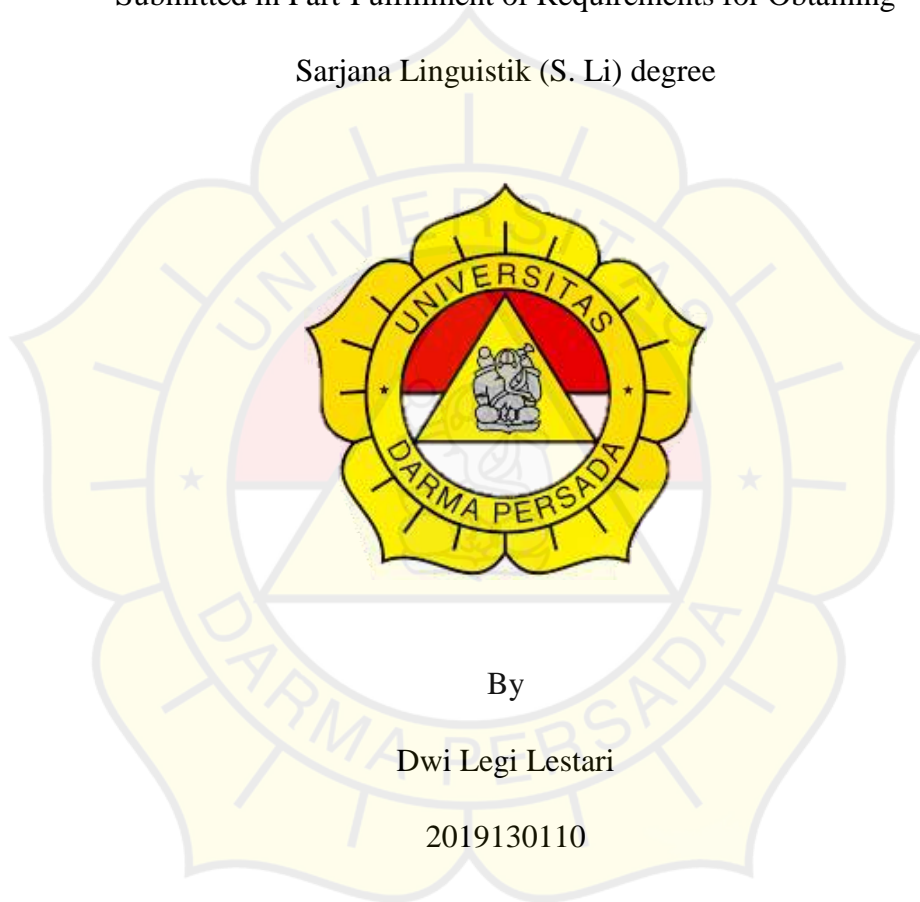 Submitted in Part-Fulfillment of Requirements for Obtaining
Sarjana Linguistik (S. Li) degree
UNIVERSITAS
DARMA PERSADA
By
Dwi Legi Lestari
2019130110